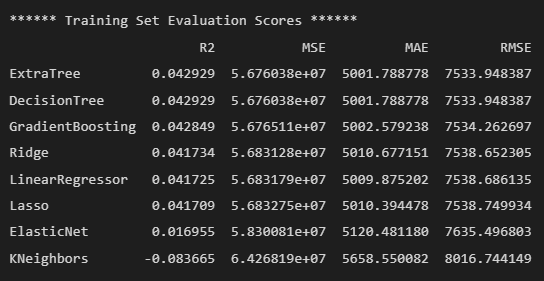 ****** Training Set Evaluation Scores ******
R2 MSE MAE RMSE
ExtraTree 0.042929 5.676038e+07 5001.788778 7533.948387
DecisionTree 0.042929 5.676038e+07 5001.788778 7533.948387
GradientBoosting 0.042849 5.676511e+07 5002.579238 7534.262697
Ridge 0.041734 5.683128e+07 5010.677151 7538.652305
LinearRegressor 0.041725 5.683179e+07 5009.875202 7538.686135
Lasso 0.041709 5.683275e+07 5010.394478 7538.749934
ElasticNet 0.016955 5.830081e+07 5120.481180 7635.496803
KNeighbors -0.083665 6.426819e+07 5658.550082 8016.744149